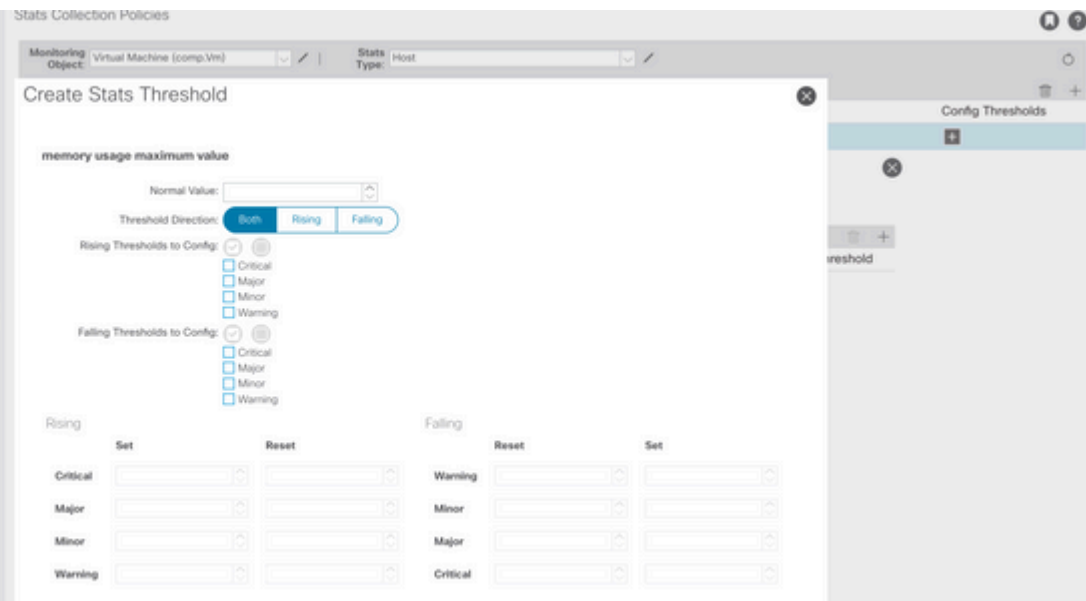 Stats Collection Policies
Monitoring Object: Virtual Machine (comp.Vm) Stats Type: Host
Create Stats Threshold
Config Thresholds
memory usage maximum value
Normal Value:
Threshold Direction: Both Rising Falling
Rising Thresholds to Config:
Critical
Major
Minor
Warning
Falling Thresholds to Config:
Critical
Major
Minor
Warning
reshold
Rising Falling
Set Reset Reset Set
Critical Warning
Major Minor
Minor Major
Warning Critical